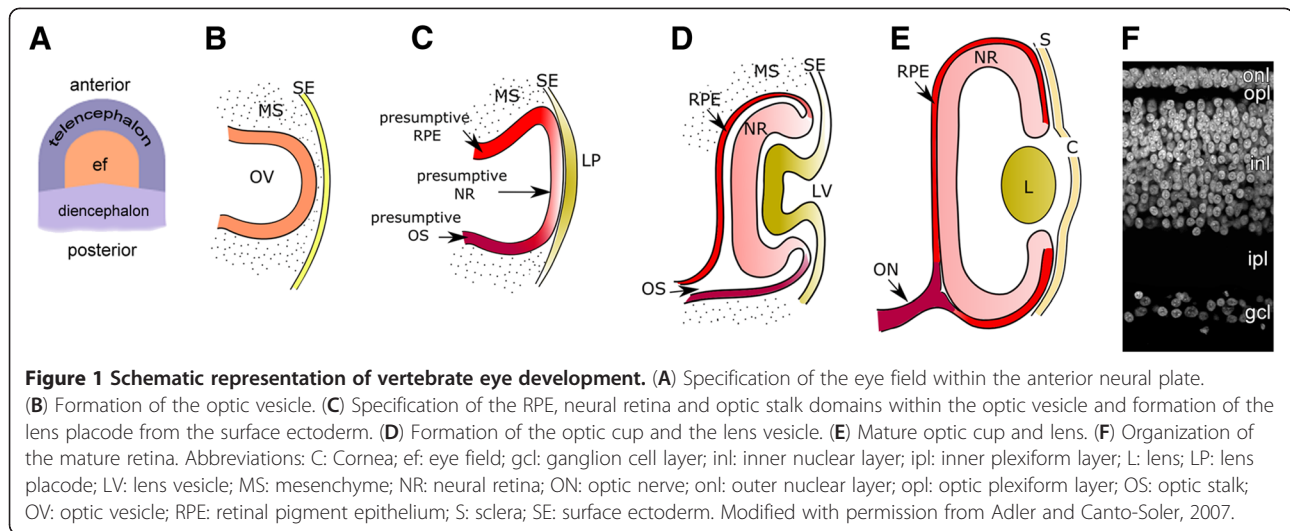 A
anterior
telencephalon
ef
diencephalon
posterior
B
SE
MS
OV
C
SE
MS
presumptive
RPE
LP
presumptive
NR
presumptive
OS
D
SE
MS
RPE
NR
LV
OS
E
S
NR
RPE
C
L
ON
F
onl
opl
inl
ipl
gcl
Figure 1 Schematic representation of vertebrate eye development. (A) Specification of the eye field within the anterior neural plate.
(B) Formation of the optic vesicle. (C) Specification of the RPE, neural retina and optic stalk domains within the optic vesicle and formation of the
lens placode from the surface ectoderm. (D) Formation of the optic cup and the lens vesicle. (E) Mature optic cup and lens. (F) Organization of
the mature retina. Abbreviations: C: Cornea; ef: eye field; gcl: ganglion cell layer; inl: inner nuclear layer; ipl: inner plexiform layer; L: lens; LP: lens
placode; LV: lens vesicle; MS: mesenchyme; NR: neural retina; ON: optic nerve; onl: outer nuclear layer; opl: optic plexiform layer; OS: optic stalk;
OV: optic vesicle; RPE: retinal pigment epithelium; S: sclera; SE: surface ectoderm. Modified with permission from Adler and Canto-Soler, 2007.